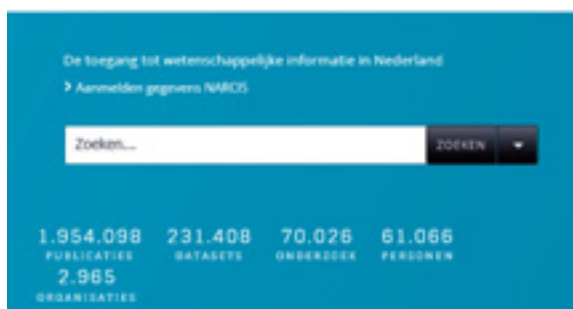 De toegang tot wetenschappelijke informatie in Nederland
> Aanmelden gegevens NARCIS
Zoeken...
ZOEKEN
1.954.098 231.408 70.026 61.066
PUBLICATIES DATASETS ONDERZOEK PERSONEN
2.965
ORGANISATIES